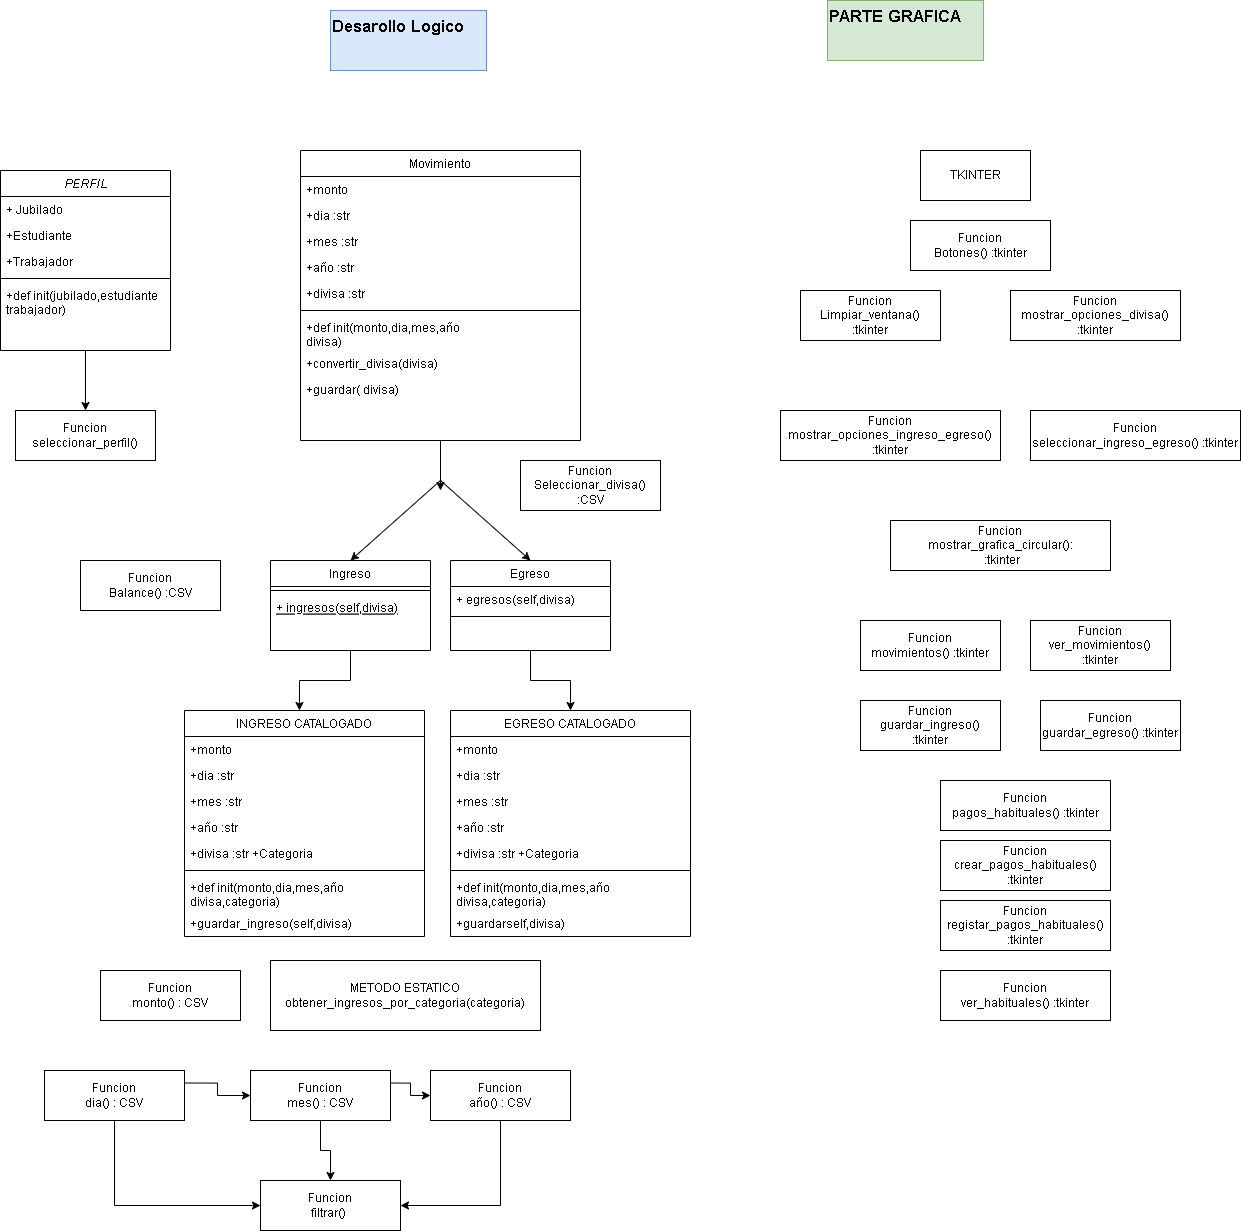 Desarollo Logico
PARTE GRAFICA
PERFIL
+ Jubilado
+Estudiante
+Trabajador
+def init(jubilado,estudiante
trabajador)
Funcion
seleccionar_perfil()
Movimiento
+monto
+dia :str
+mes :str
+año :str
+divisa :str
+def init(monto,dia,mes,año
divisa)
+convertir_divisa(divisa)
+guardar( divisa)
Funcion
Seleccionar_divisa()
:CSV
Funcion
Balance() :CSV
Ingreso
+ ingresos(self,divisa)
Egreso
+ egresos(self,divisa)
INGRESO CATALOGADO
+monto
+dia :str
+mes :str
+año :str
+divisa :str +Categoria
+def init(monto,dia,mes,año
divisa,categoria)
+guardar_ingreso(self,divisa)
EGRESO CATALOGADO
+monto
+dia :str
+mes :str
+año :str
+divisa :str +Categoria
+def init(monto,dia,mes,año
divisa,categoria)
+guardarself,divisa)
Funcion
monto() : CSV
METODO ESTATICO
obtener_ingresos_por_categoria(categoria)
Funcion
dia() : CSV
Funcion
mes() : CSV
Funcion
año() : CSV
Funcion
filtrar()
TKINTER
Funcion
Botones() :tkinter
Funcion
Limpiar_ventana()
:tkinter
Funcion
mostrar_opciones_divisa()
:tkinter
Funcion
mostrar_opciones_ingreso_egreso()
:tkinter
Funcion
seleccionar_ingreso_egreso() :tkinter
Funcion
mostrar_grafica_circular():
:tkinter
Funcion
movimientos() :tkinter
Funcion
ver_movimientos()
:tkinter
Funcion
guardar_ingreso()
:tkinter
Funcion
guardar_egreso() :tkinter
Funcion
pagos_habituales() :tkinter
Funcion
crear_pagos_habituales()
:tkinter
Funcion
registar_pagos_habituales()
:tkinter
Funcion
ver_habituales() :tkinter